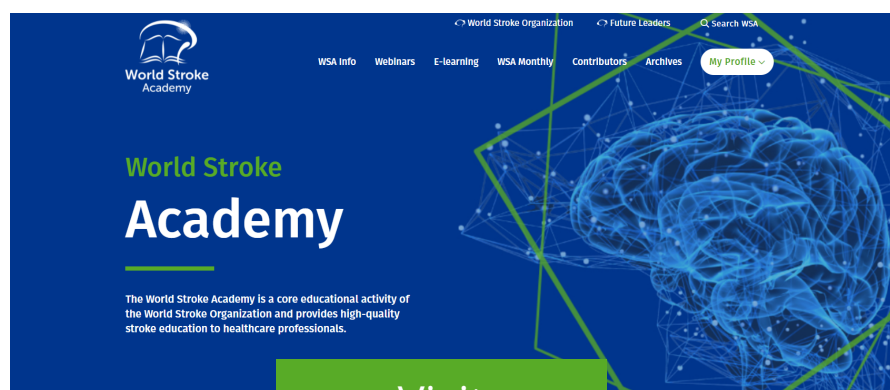 World Stroke Organization
Future Leaders
Search WSA
World Stroke
Academy
WSA Info
Webinars
E-learning
WSA Monthly
Contributors
Archives
My Profile
World Stroke
Academy
The World Stroke Academy is a core educational activity of
the World Stroke Organization and provides high-quality
stroke education to healthcare professionals.